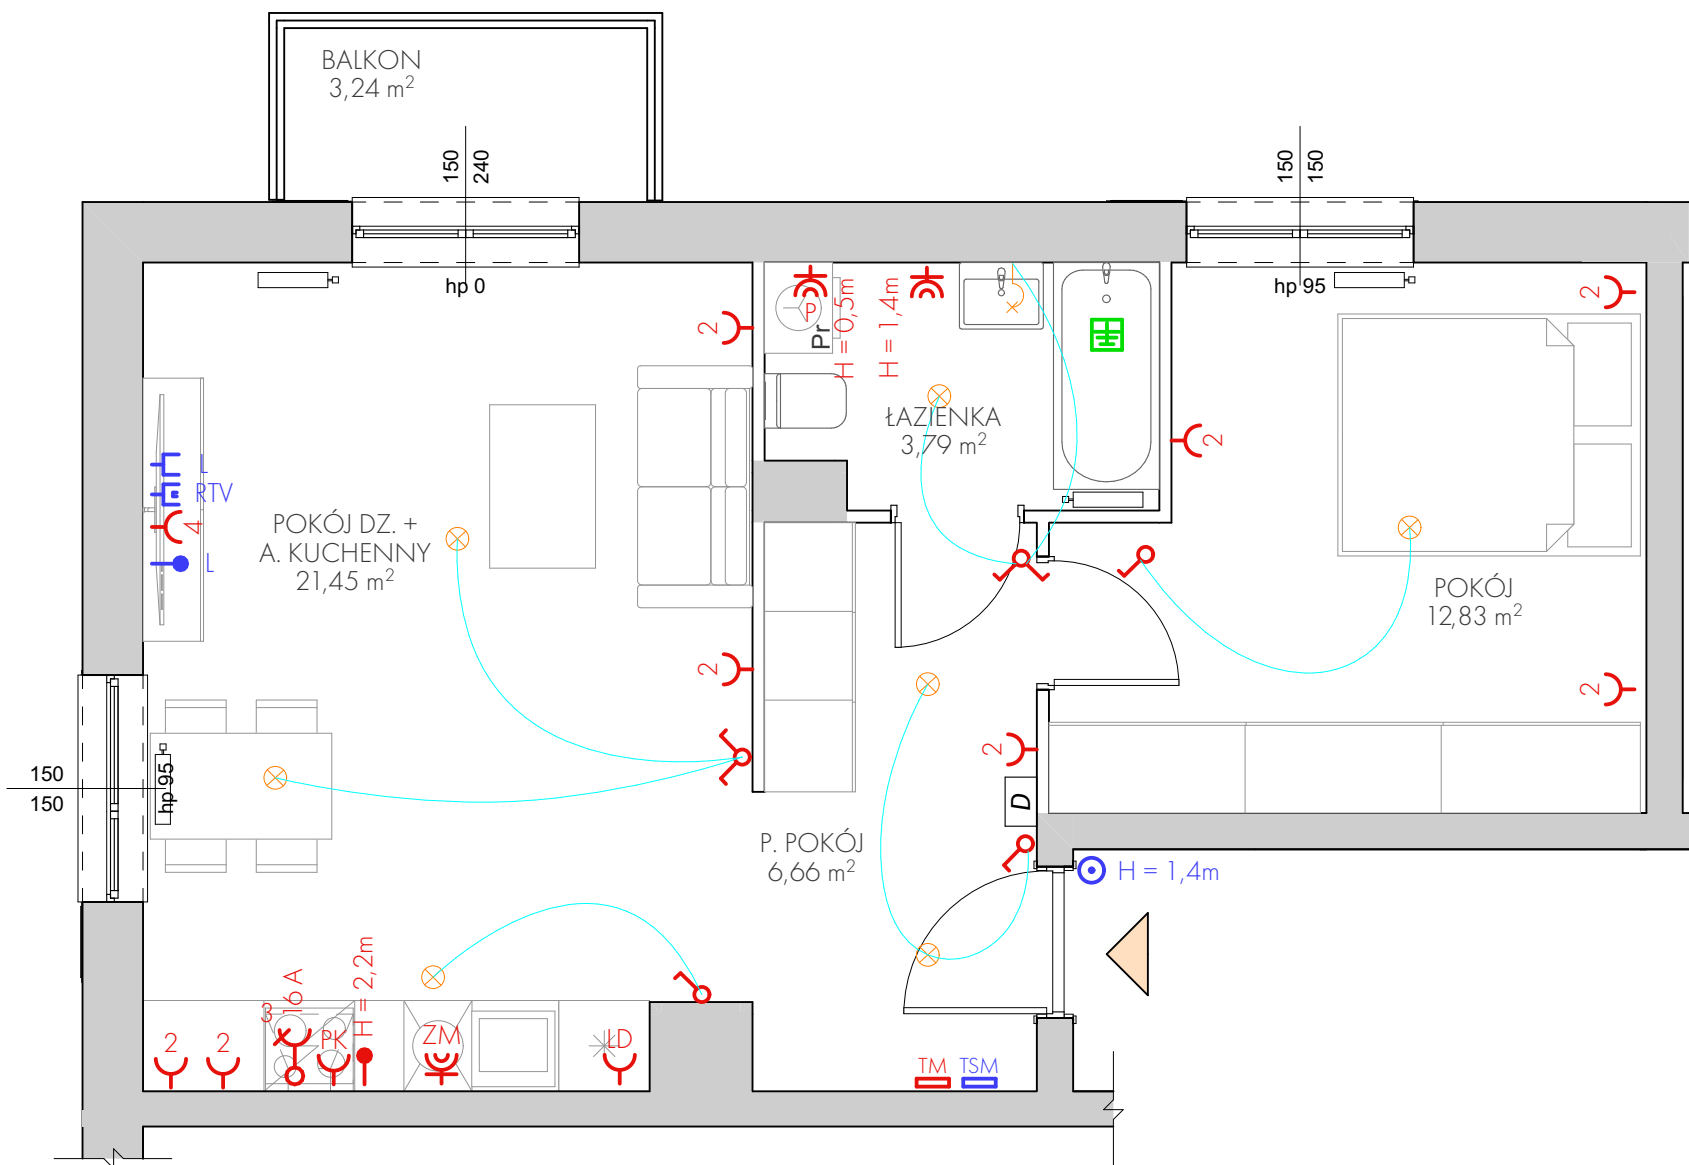 BALKON
3,24 m²
150
240
hp 0
150
150
hp 95
2
2
P
Pr
H = 0,5m
H = 1,4m
ŁAZIENKA
3,79 m²
2
L
RTV
4
L
POKÓJ DZ. +
A. KUCHENNY
21,45 m²
POKÓJ
12,83 m²
2
2
2
150
150
hp 95
D
P. POKÓJ
6,66 m²
H = 1,4m
2
2
3
16 A
PK
H = 2,2m
ZM
LD
TM
TSM